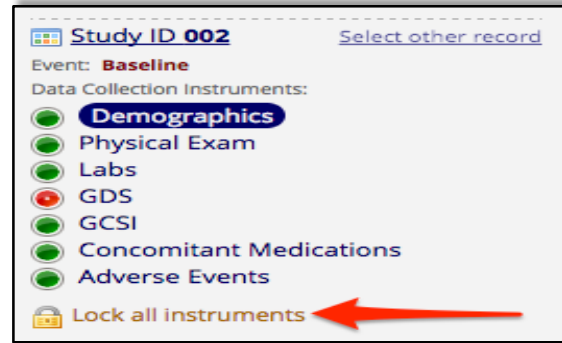 Study ID 002 Select other record
Event: Baseline
Data Collection Instruments:
Demographics
Physical Exam
Labs
GDS
GCSI
Concomitant Medications
Adverse Events
Lock all instruments